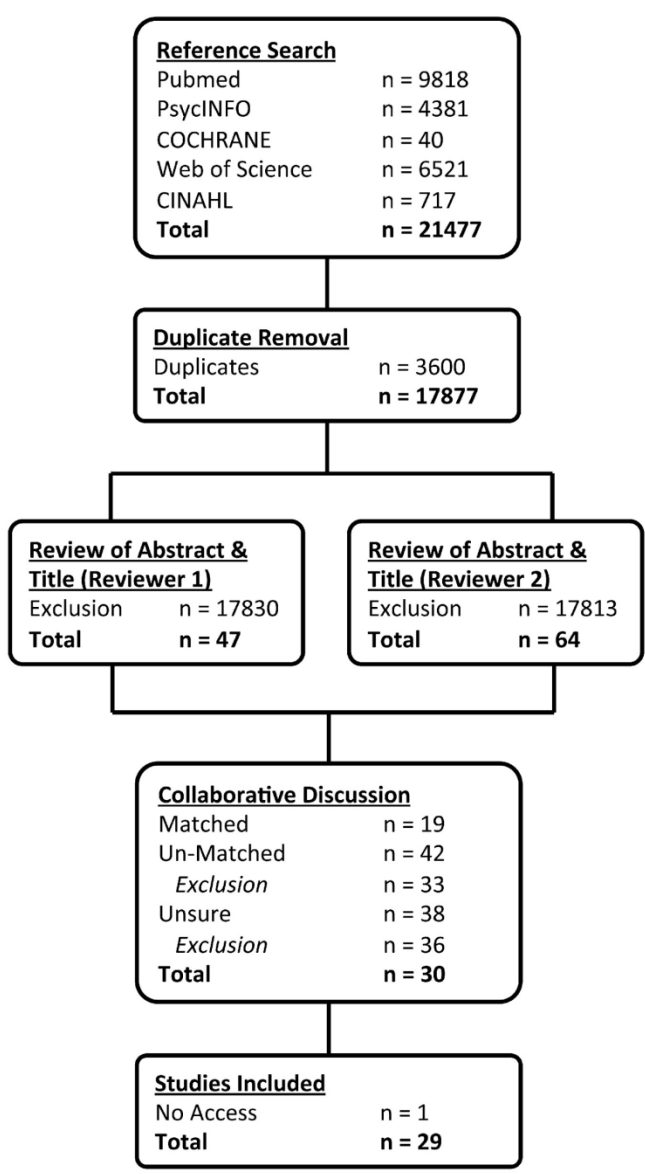 Reference Search
Pubmed n = 9818
PsycINFO n = 4381
COCHRANE n = 40
Web of Science n = 6521
CINAHL n = 717
Total n = 21477
Duplicate Removal
Duplicates n = 3600
Total n = 17877
Review of Abstract &
Title (Reviewer 1)
Exclusion n = 17830
Total n = 47
Review of Abstract &
Title (Reviewer 2)
Exclusion n = 17813
Total n = 64
Collaborative Discussion
Matched n = 19
Un-Matched n = 42
Exclusion n = 33
Unsure n = 38
Exclusion n = 36
Total n = 30
Studies Included
No Access n = 1
Total n = 29